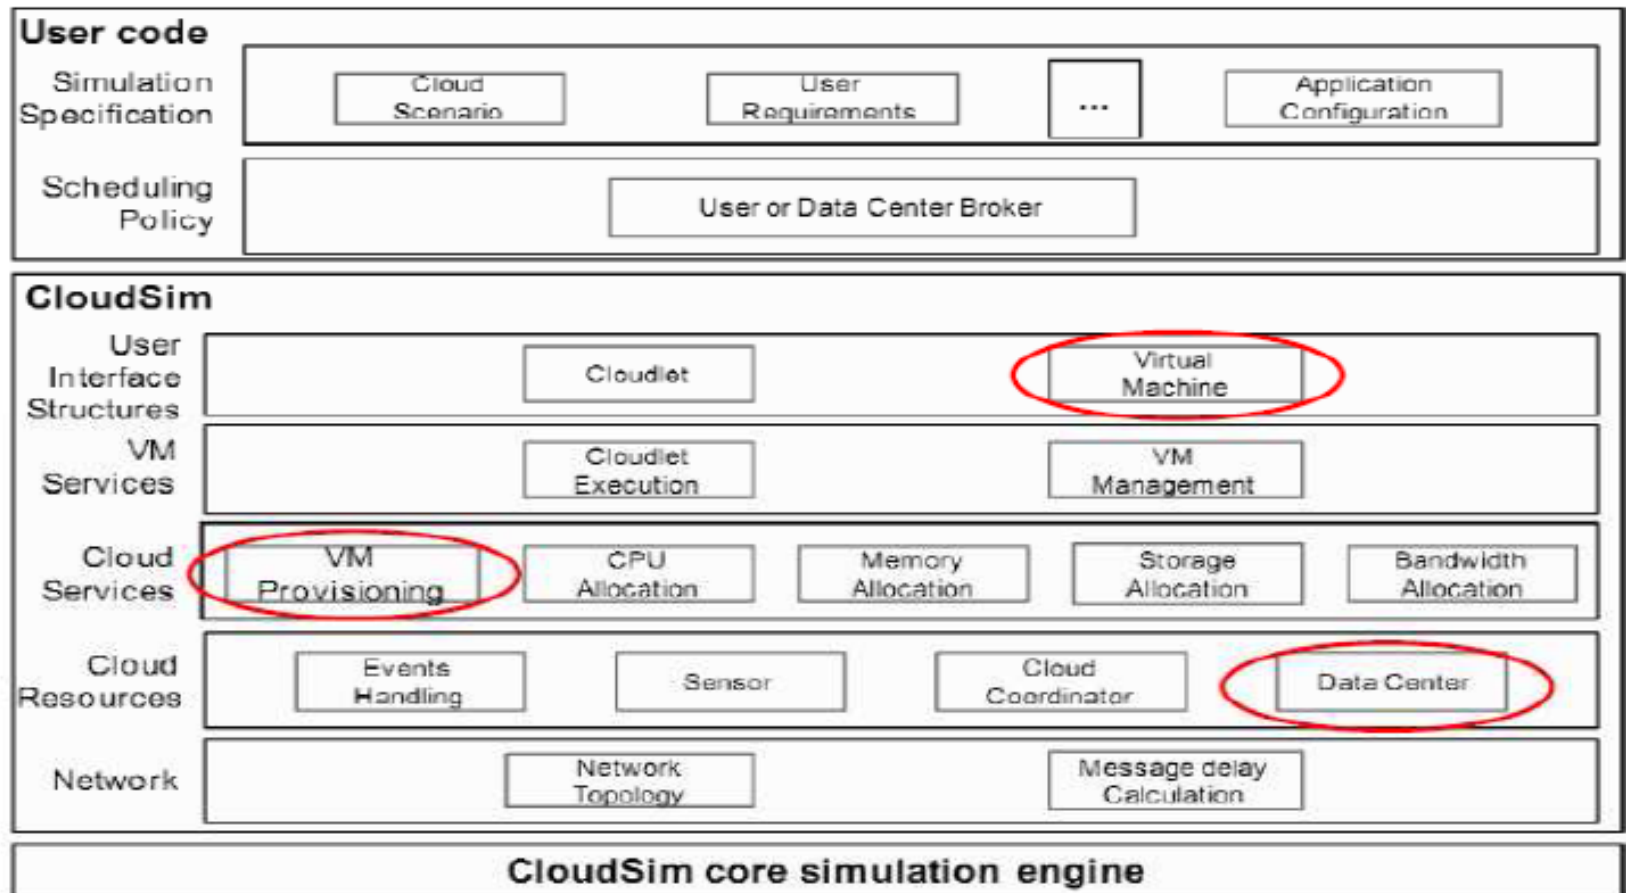 User code
Simulation
Specification
Cloud
Scenario
User
Requirements
...
Application
Configuration
Scheduling
Policy
User or Data Center Broker
CloudSim
User
Interface
Structures
Cloudlet
Virtual
Machine
VM
Services
Cloudlet
Execution
VM
Management
Cloud
Services
VM
Provisioning
CPU
Allocation
Memory
Allocation
Storage
Allocation
Bandwidth
Allocation
Cloud
Resources
Events
Handling
Sensor
Cloud
Coordinator
Data Center
Network
Network
Topology
Message delay
Calculation
CloudSim core simulation engine